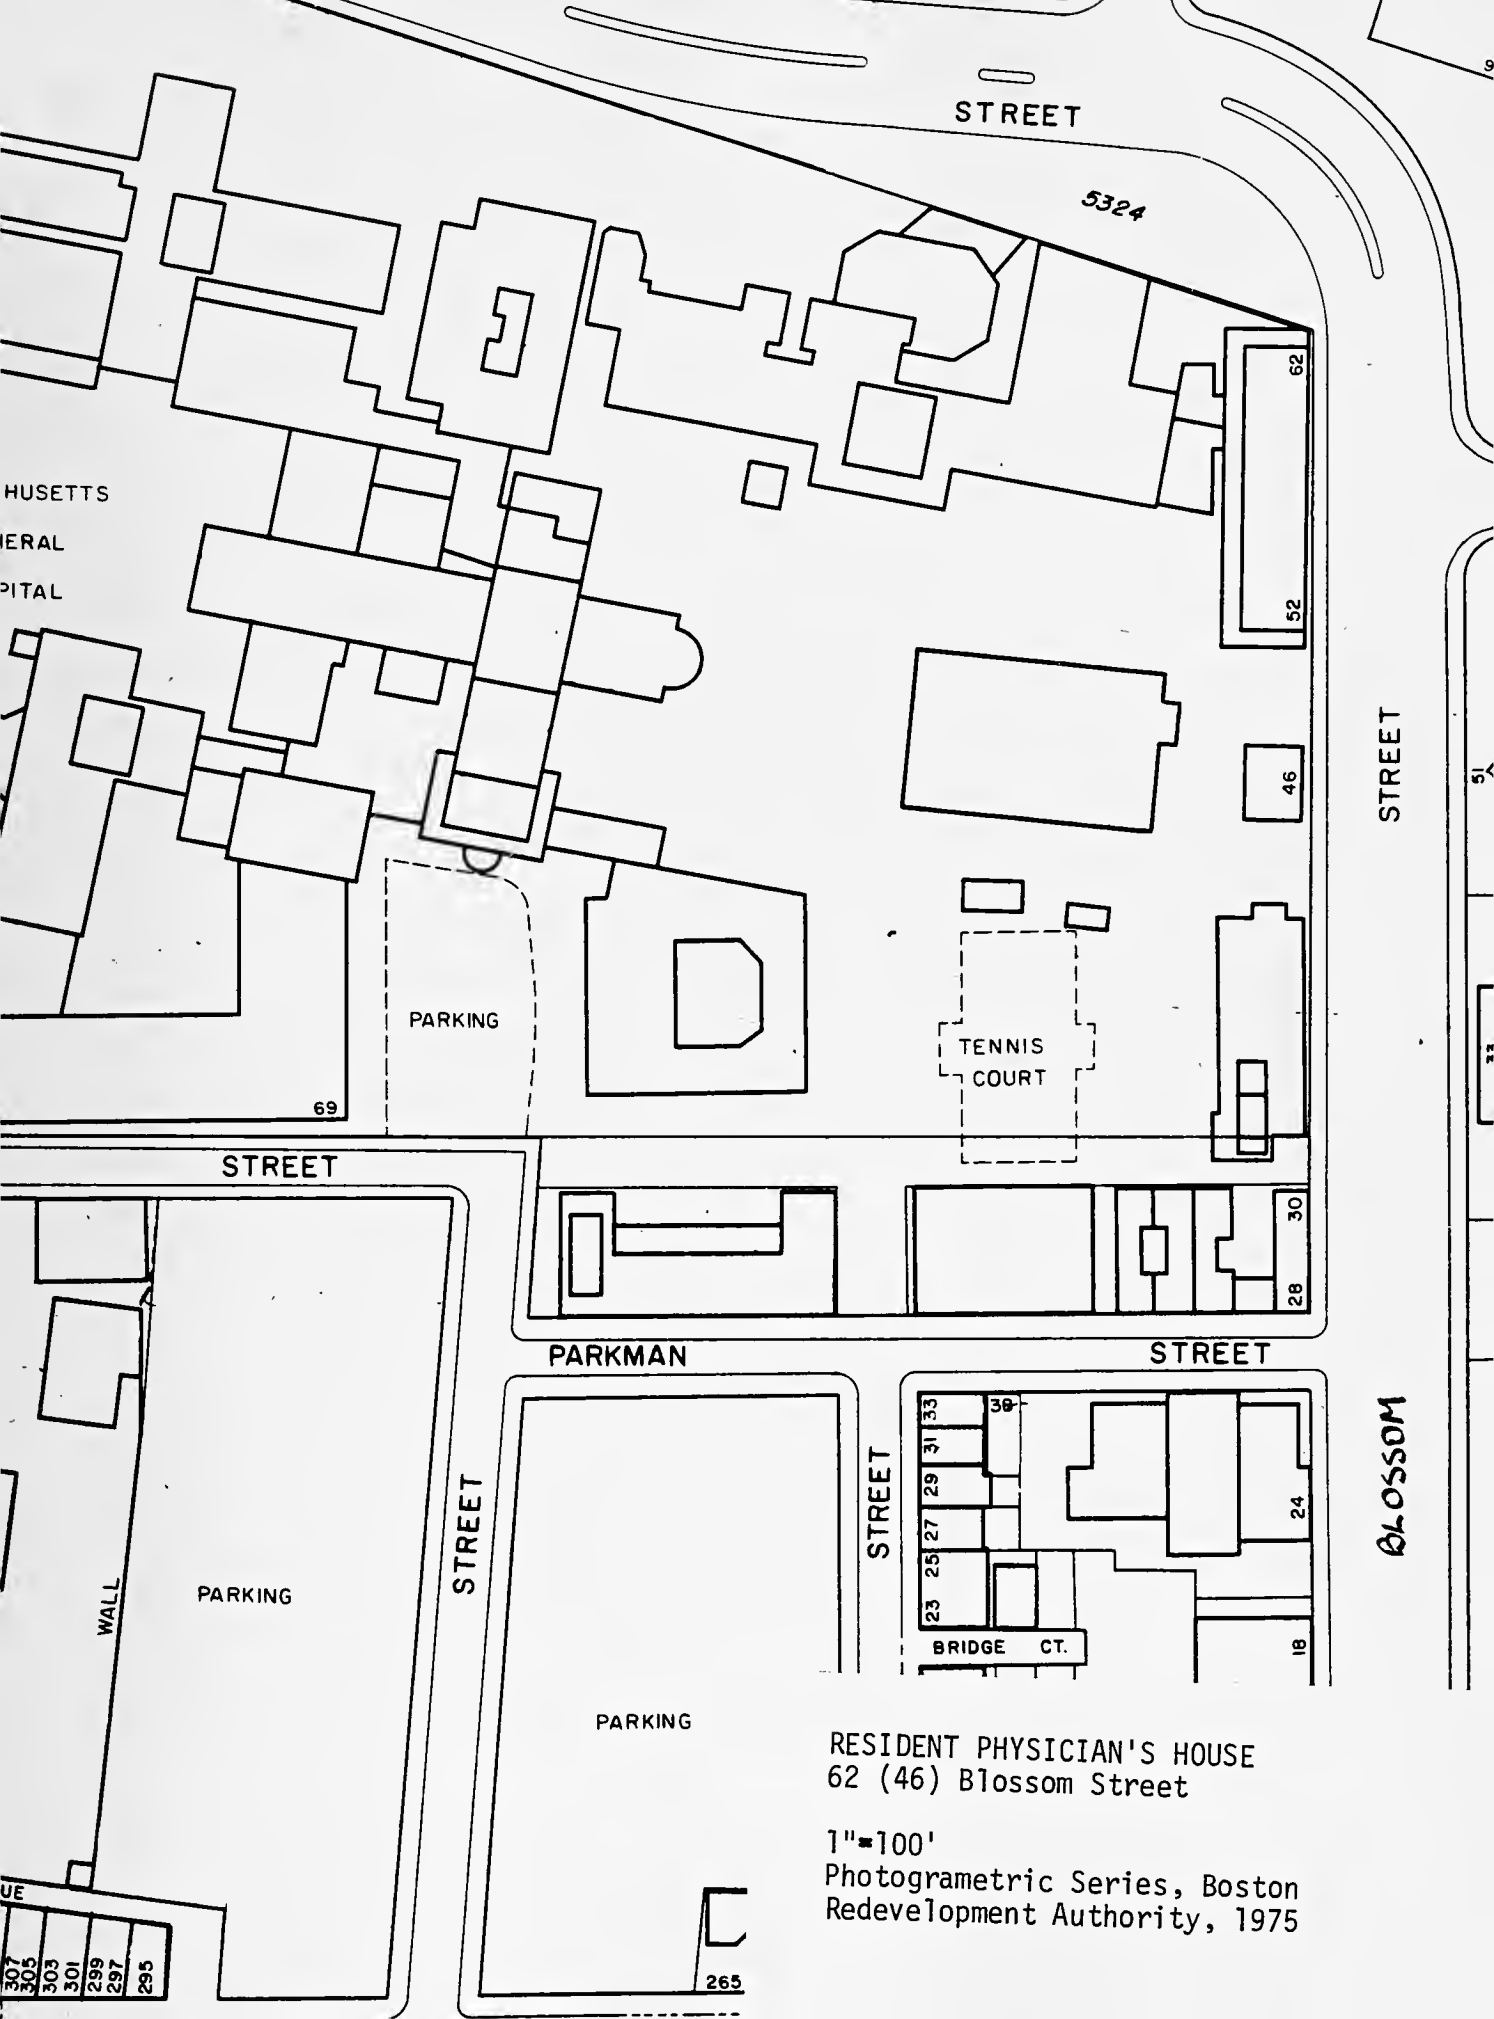 9
STREET
5324
62
HUSETTS
PITAL
52
STREET
46
51
PARKING
TENNIS
COURT
69
STREET
30
28
PARKMAN
STREET
33
38
31
29
27
25
23
STREET
24
BLOSSOM
STREET
WALL
PARKING
BRIDGE CT.
18
PARKING
RESIDENT PHYSICIAN'S HOUSE
62 (46) Blossom Street
1"=100'
Photogrametric Series, Boston
Redevelopment Authority, 1975
UE
307
305
303
301
299
297
295
265